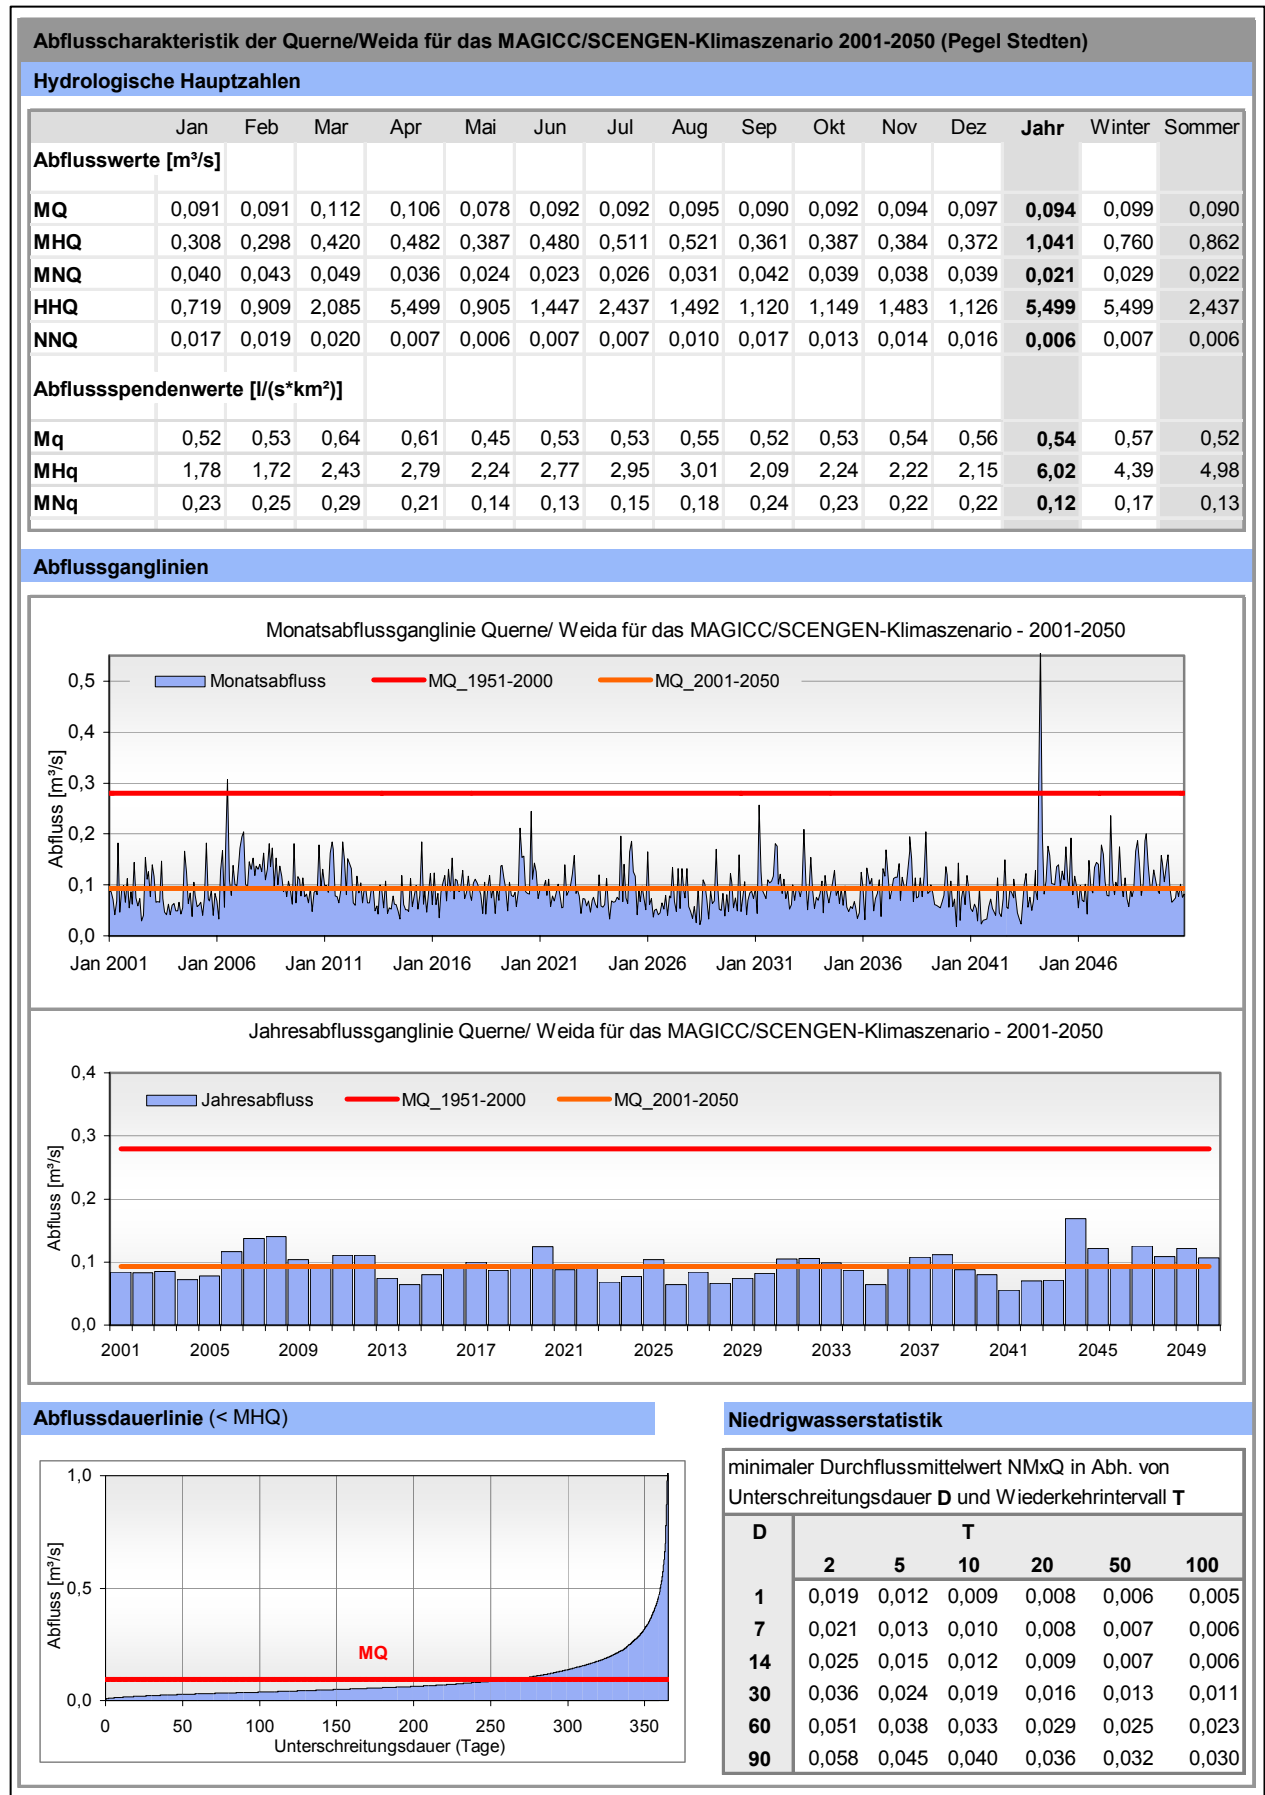 Abflusscharakteristik der Querne/Weida für das MAGICC/SCENGEN-Klimaszenario 2001-2050 (Pegel Stedten)
Hydrologische Hauptzahlen
Jan Feb Mar Apr Mai Jun Jul Aug Sep Okt Nov Dez Jahr Winter Sommer
Abflusswerte [m³/s]
MQ 0,091 0,091 0,112 0,106 0,078 0,092 0,092 0,095 0,090 0,092 0,094 0,097 0,094 0,099 0,090
MHQ 0,308 0,298 0,420 0,482 0,387 0,480 0,511 0,521 0,361 0,387 0,384 0,372 1,041 0,760 0,862
MNQ 0,040 0,043 0,049 0,036 0,024 0,023 0,026 0,031 0,042 0,039 0,038 0,039 0,021 0,029 0,022
HHQ 0,719 0,909 2,085 5,499 0,905 1,447 2,437 1,492 1,120 1,149 1,483 1,126 5,499 5,499 2,437
NNQ 0,017 0,019 0,020 0,007 0,006 0,007 0,007 0,010 0,017 0,013 0,014 0,016 0,006 0,007 0,006
Abflussspendenwerte [l/(s*km²)]
Mq 0,52 0,53 0,64 0,61 0,45 0,53 0,53 0,55 0,52 0,53 0,54 0,56 0,54 0,57 0,52
MHq 1,78 1,72 2,43 2,79 2,24 2,77 2,95 3,01 2,09 2,24 2,22 2,15 6,02 4,39 4,98
MNq 0,23 0,25 0,29 0,21 0,14 0,13 0,15 0,18 0,24 0,23 0,22 0,22 0,12 0,17 0,13
Abflussganglinien
Monatsabflussganglinie Querne/ Weida für das MAGICC/SCENGEN-Klimaszenario - 2001-2050
Monatsabfluss MQ_1951-2000 MQ_2001-2050
Abfluss [m³/s]
0,5
0,4
0,3
0,2
0,1
0,0
Jan 2001 Jan 2006 Jan 2011 Jan 2016 Jan 2021 Jan 2026 Jan 2031 Jan 2036 Jan 2041 Jan 2046
Jahresabflussganglinie Querne/ Weida für das MAGICC/SCENGEN-Klimaszenario - 2001-2050
Jahresabfluss MQ_1951-2000 MQ_2001-2050
Abfluss [m³/s]
0,4
0,3
0,2
0,1
0,0
2001 2005 2009 2013 2017 2021 2025 2029 2033 2037 2041 2045 2049
Abflussdauerlinie (< MHQ)
Abfluss [m³/s]
1,0
0,5
0,0
MQ
0 50 100 150 200 250 300 350
Unterschreitungsdauer (Tage)
Niedrigwasserstatistik
minimaler Durchflussmittelwert NMxQ in Abh. von
Unterschreitungsdauer D und Wiederkehrintervall T
D T
2 5 10 20 50 100
1 0,019 0,012 0,009 0,008 0,006 0,005
7 0,021 0,013 0,010 0,008 0,007 0,006
14 0,025 0,015 0,012 0,009 0,007 0,006
30 0,036 0,024 0,019 0,016 0,013 0,011
60 0,051 0,038 0,033 0,029 0,025 0,023
90 0,058 0,045 0,040 0,036 0,032 0,030